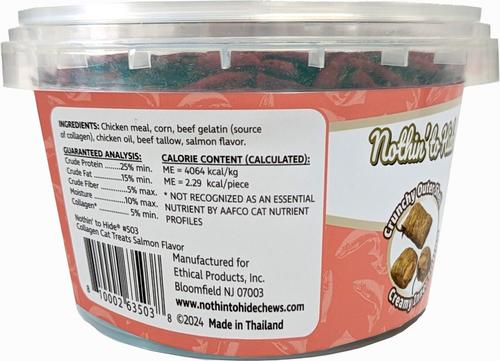 INGREDIENTS: Chicken meal, corn, beef gelatin (source
of collagen), chicken oil, beef tallow, salmon flavor.
GUARANTEED ANALYSIS:
Crude Protein ..........25% min.
Crude Fat ..........15% min.
Crude Fiber ..........5% max.
Moisture ..........10% max.
Collagen* ..........5% min.
CALORIE CONTENT (CALCULATED):
ME = 4064 kcal/kg
ME = 2.29 kcal/piece
* NOT RECOGNIZED AS AN ESSENTIAL
NUTRIENT BY AAFCO CAT NUTRIENT
PROFILES
Nothin' to Hide® #503
Collagen Cat Treats Salmon Flavor
8 10002 63503 8
Manufactured for
Ethical Products, Inc.
Bloomfield NJ 07003
www.nothintohidechews.com
©2024 Made in Thailand
Nothin' to
Crunchy Outer
Creamy